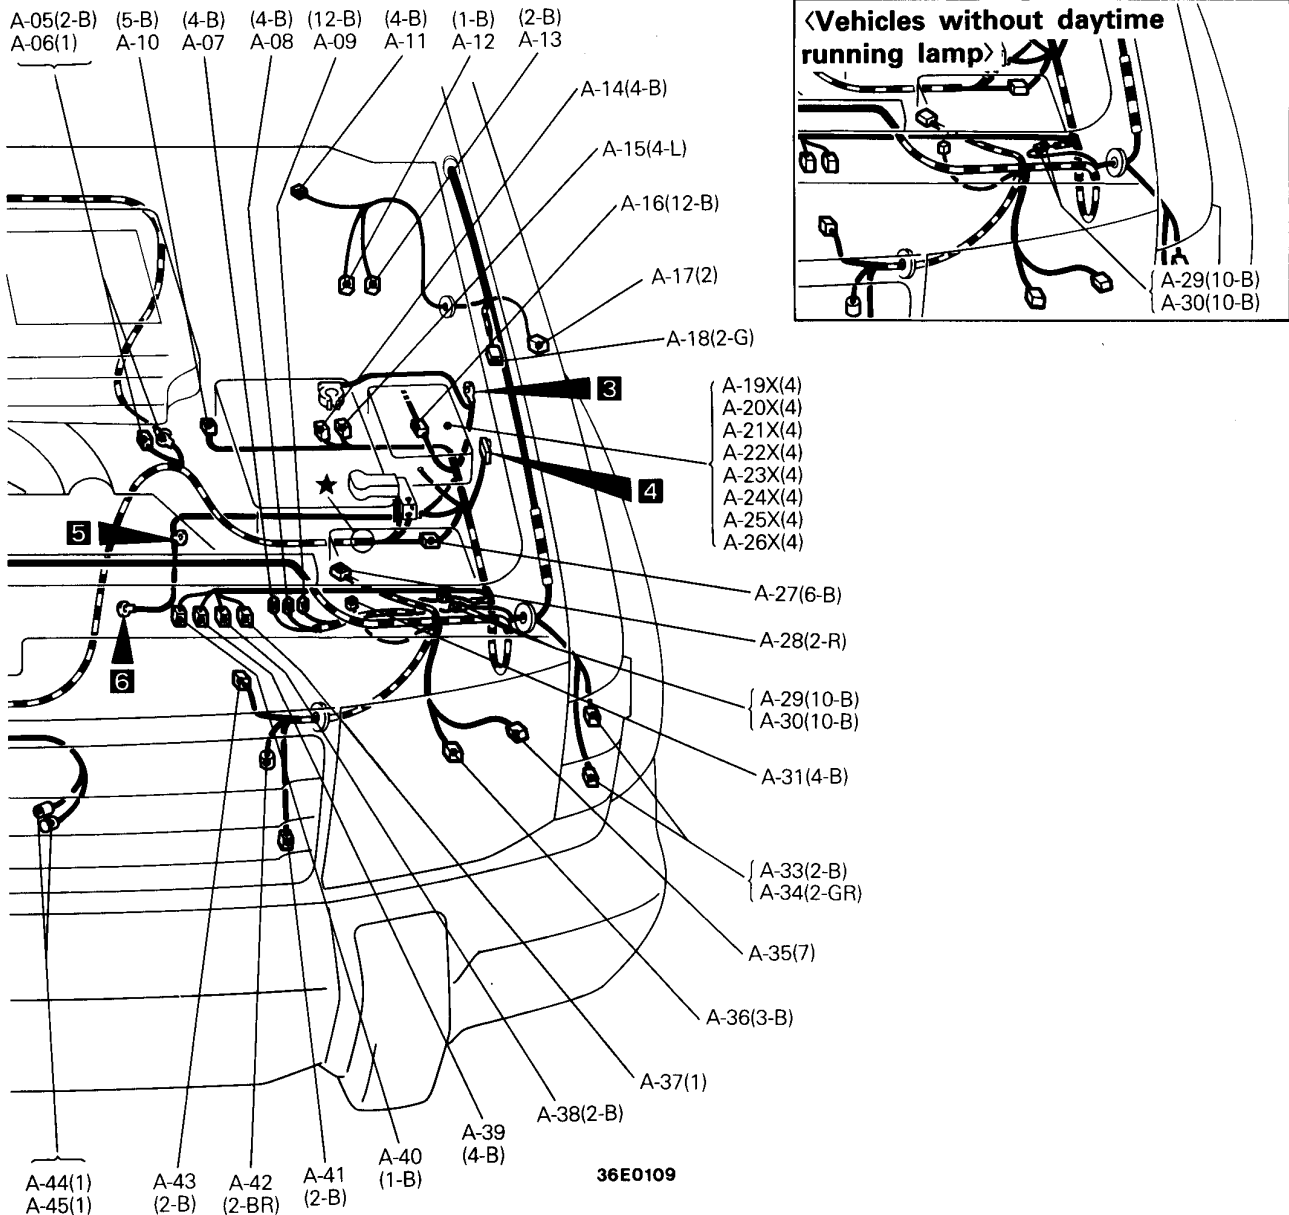 A-05(2-B) (5-B) (4-B) (4-B) (12-B) (4-B) (1-B) (2-B)
A-06(1) A-10 A-07 A-08 A-09 A-11 A-12 A-13
〈Vehicles without daytime
running lamp〉
A-14(4-B)
A-15(4-L)
A-16(12-B)
A-17(2)
A-29(10-B)
A-30(10-B)
A-18(2-G)
3
A-19X(4)
A-20X(4)
A-21X(4)
A-22X(4)
A-23X(4)
A-24X(4)
A-25X(4)
A-26X(4)
★
4
5
A-27(6-B)
A-28(2-R)
6
A-29(10-B)
A-30(10-B)
A-31(4-B)
A-33(2-B)
A-34(2-GR)
A-35(7)
A-36(3-B)
A-37(1)
A-38(2-B)
A-39
(4-B)
A-40
(1-B)
A-41
(2-B)
A-42
(2-BR)
A-43
(2-B)
A-44(1)
A-45(1)
36E0109